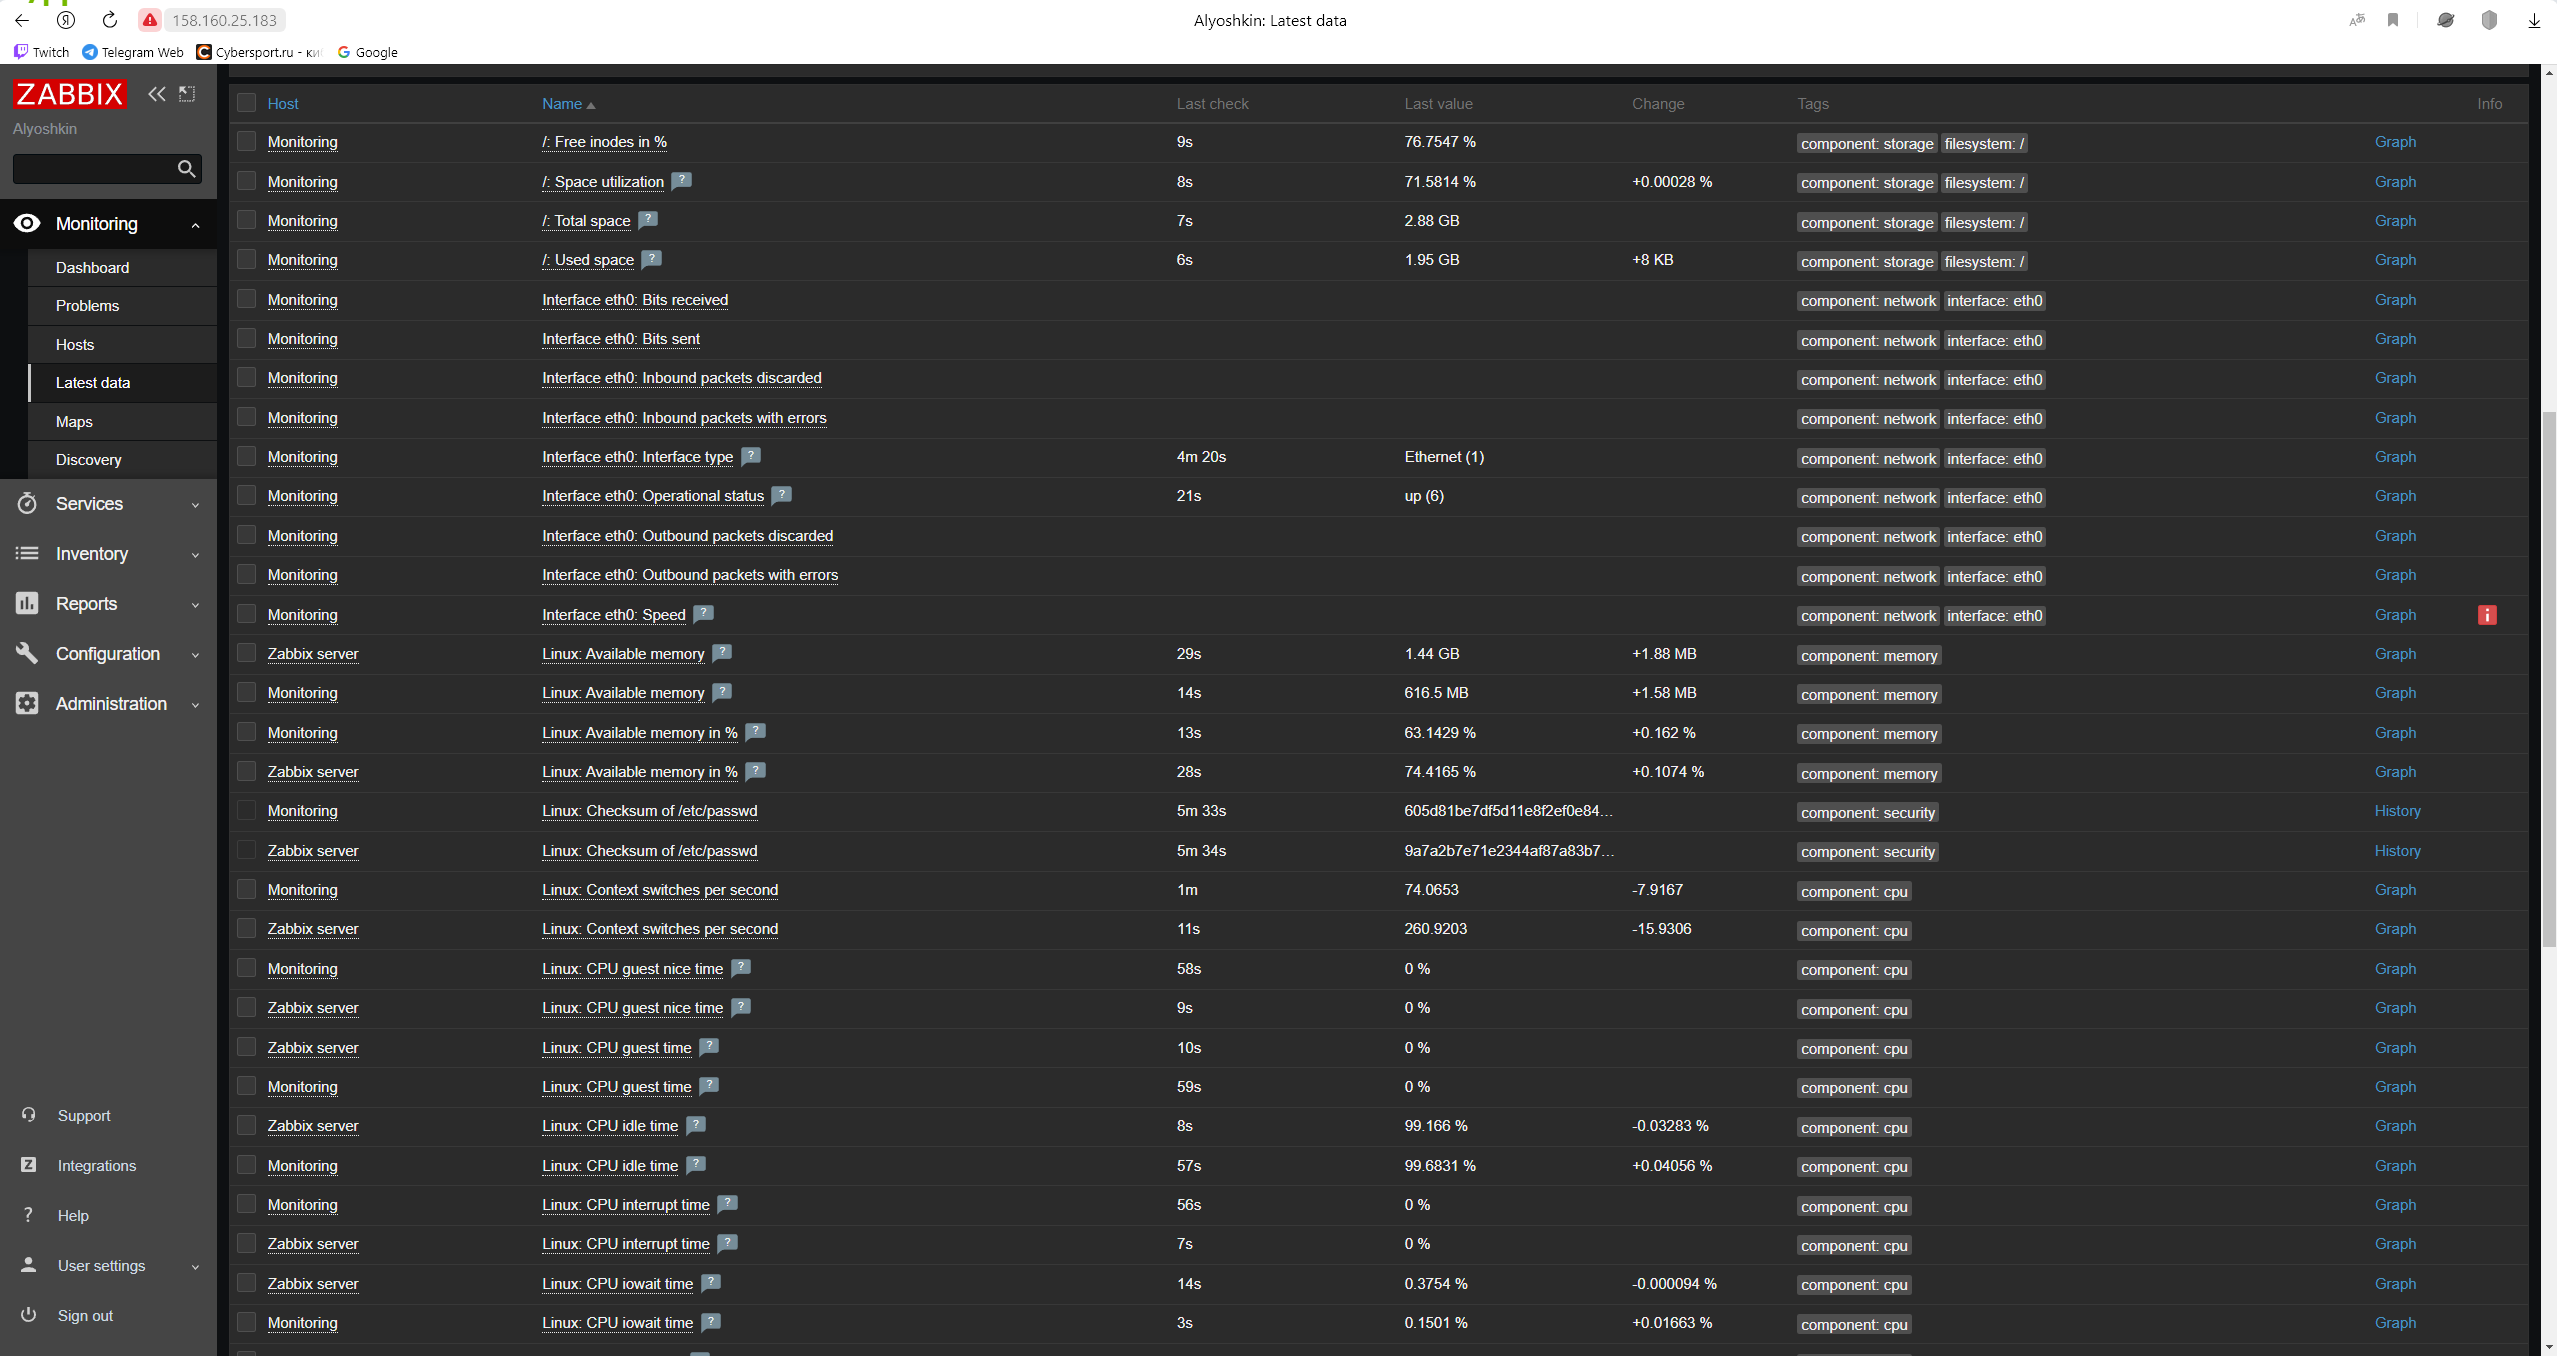 158.160.25.183
Alyoshkin: Latest data
Twitch Telegram Web Cybersport.ru - ки Google
ZABBIX
Alyoshkin
Monitoring
Dashboard
Problems
Hosts
Latest data
Maps
Discovery
Services
Inventory
Reports
Configuration
Administration
Support
Integrations
Help
User settings
Sign out
Host Name Last check Last value Change Tags Info
Monitoring /: Free inodes in % 9s 76.7547 % component: storage filesystem: / Graph
Monitoring /: Space utilization ? 8s 71.5814 % +0.00028 % component: storage filesystem: / Graph
Monitoring /: Total space ? 7s 2.88 GB component: storage filesystem: / Graph
Monitoring /: Used space ? 6s 1.95 GB +8 KB component: storage filesystem: / Graph
Monitoring Interface eth0: Bits received component: network interface: eth0 Graph
Monitoring Interface eth0: Bits sent component: network interface: eth0 Graph
Monitoring Interface eth0: Inbound packets discarded component: network interface: eth0 Graph
Monitoring Interface eth0: Inbound packets with errors component: network interface: eth0 Graph
Monitoring Interface eth0: Interface type ? 4m 20s Ethernet (1) component: network interface: eth0 Graph
Monitoring Interface eth0: Operational status ? 21s up (6) component: network interface: eth0 Graph
Monitoring Interface eth0: Outbound packets discarded component: network interface: eth0 Graph
Monitoring Interface eth0: Outbound packets with errors component: network interface: eth0 Graph
Monitoring Interface eth0: Speed ? component: network interface: eth0 Graph i
Zabbix server Linux: Available memory ? 29s 1.44 GB +1.88 MB component: memory Graph
Monitoring Linux: Available memory ? 14s 616.5 MB +1.58 MB component: memory Graph
Monitoring Linux: Available memory in % ? 13s 63.1429 % +0.162 % component: memory Graph
Zabbix server Linux: Available memory in % ? 28s 74.4165 % +0.1074 % component: memory Graph
Monitoring Linux: Checksum of /etc/passwd 5m 33s 605d81be7df5d11e8f2ef0e84... component: security History
Zabbix server Linux: Checksum of /etc/passwd 5m 34s 9a7a2b7e71e2344af87a83b7... component: security History
Monitoring Linux: Context switches per second 1m 74.0653 -7.9167 component: cpu Graph
Zabbix server Linux: Context switches per second 11s 260.9203 -15.9306 component: cpu Graph
Monitoring Linux: CPU guest nice time ? 58s 0 % component: cpu Graph
Zabbix server Linux: CPU guest nice time ? 9s 0 % component: cpu Graph
Zabbix server Linux: CPU guest time ? 10s 0 % component: cpu Graph
Monitoring Linux: CPU guest time ? 59s 0 % component: cpu Graph
Zabbix server Linux: CPU idle time ? 8s 99.166 % -0.03283 % component: cpu Graph
Monitoring Linux: CPU idle time ? 57s 99.6831 % +0.04056 % component: cpu Graph
Monitoring Linux: CPU interrupt time ? 56s 0 % component: cpu Graph
Zabbix server Linux: CPU interrupt time ? 7s 0 % component: cpu Graph
Zabbix server Linux: CPU iowait time ? 14s 0.3754 % -0.000094 % component: cpu Graph
Monitoring Linux: CPU iowait time ? 3s 0.1501 % +0.01663 % component: cpu Graph